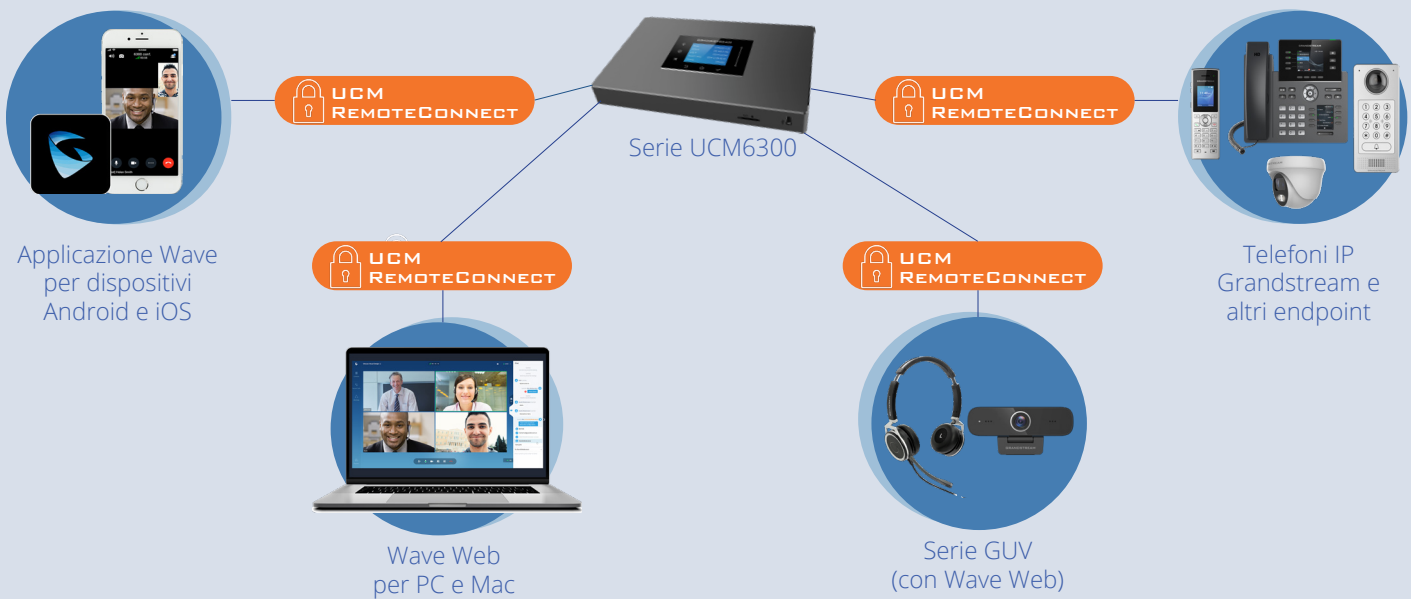 UCM
REMOTECONNECT
UCM
REMOTECONNECT
Serie UCM6300
Applicazione Wave
per dispositivi
Android e iOS
UCM
REMOTECONNECT
UCM
REMOTECONNECT
Telefoni IP
Grandstream e
altri endpoint
Wave Web
per PC e Mac
Serie GUV
(con Wave Web)